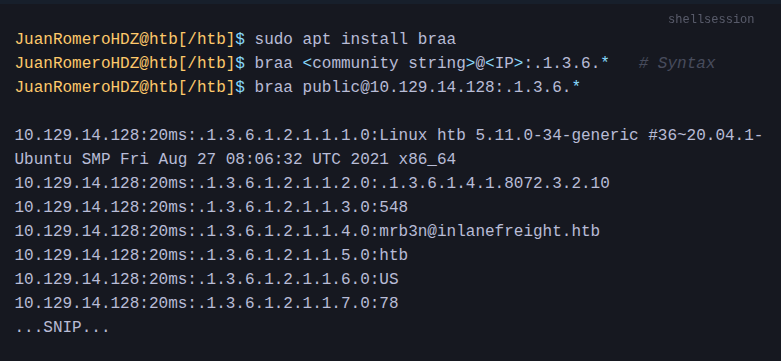 shellsession
JuanRomeroHDZ@htb[/htb]$ sudo apt install braa
JuanRomeroHDZ@htb[/htb]$ braa <community string>@<IP>:.1.3.6.*   # Syntax
JuanRomeroHDZ@htb[/htb]$ braa public@10.129.14.128:.1.3.6.*
10.129.14.128:20ms:.1.3.6.1.2.1.1.1.0:Linux htb 5.11.0-34-generic #36~20.04.1-
Ubuntu SMP Fri Aug 27 08:06:32 UTC 2021 x86_64
10.129.14.128:20ms:.1.3.6.1.2.1.1.2.0:.1.3.6.1.4.1.8072.3.2.10
10.129.14.128:20ms:.1.3.6.1.2.1.1.3.0:548
10.129.14.128:20ms:.1.3.6.1.2.1.1.4.0:mrb3n@inlanefreight.htb
10.129.14.128:20ms:.1.3.6.1.2.1.1.5.0:htb
10.129.14.128:20ms:.1.3.6.1.2.1.1.6.0:US
10.129.14.128:20ms:.1.3.6.1.2.1.1.7.0:78
...SNIP...